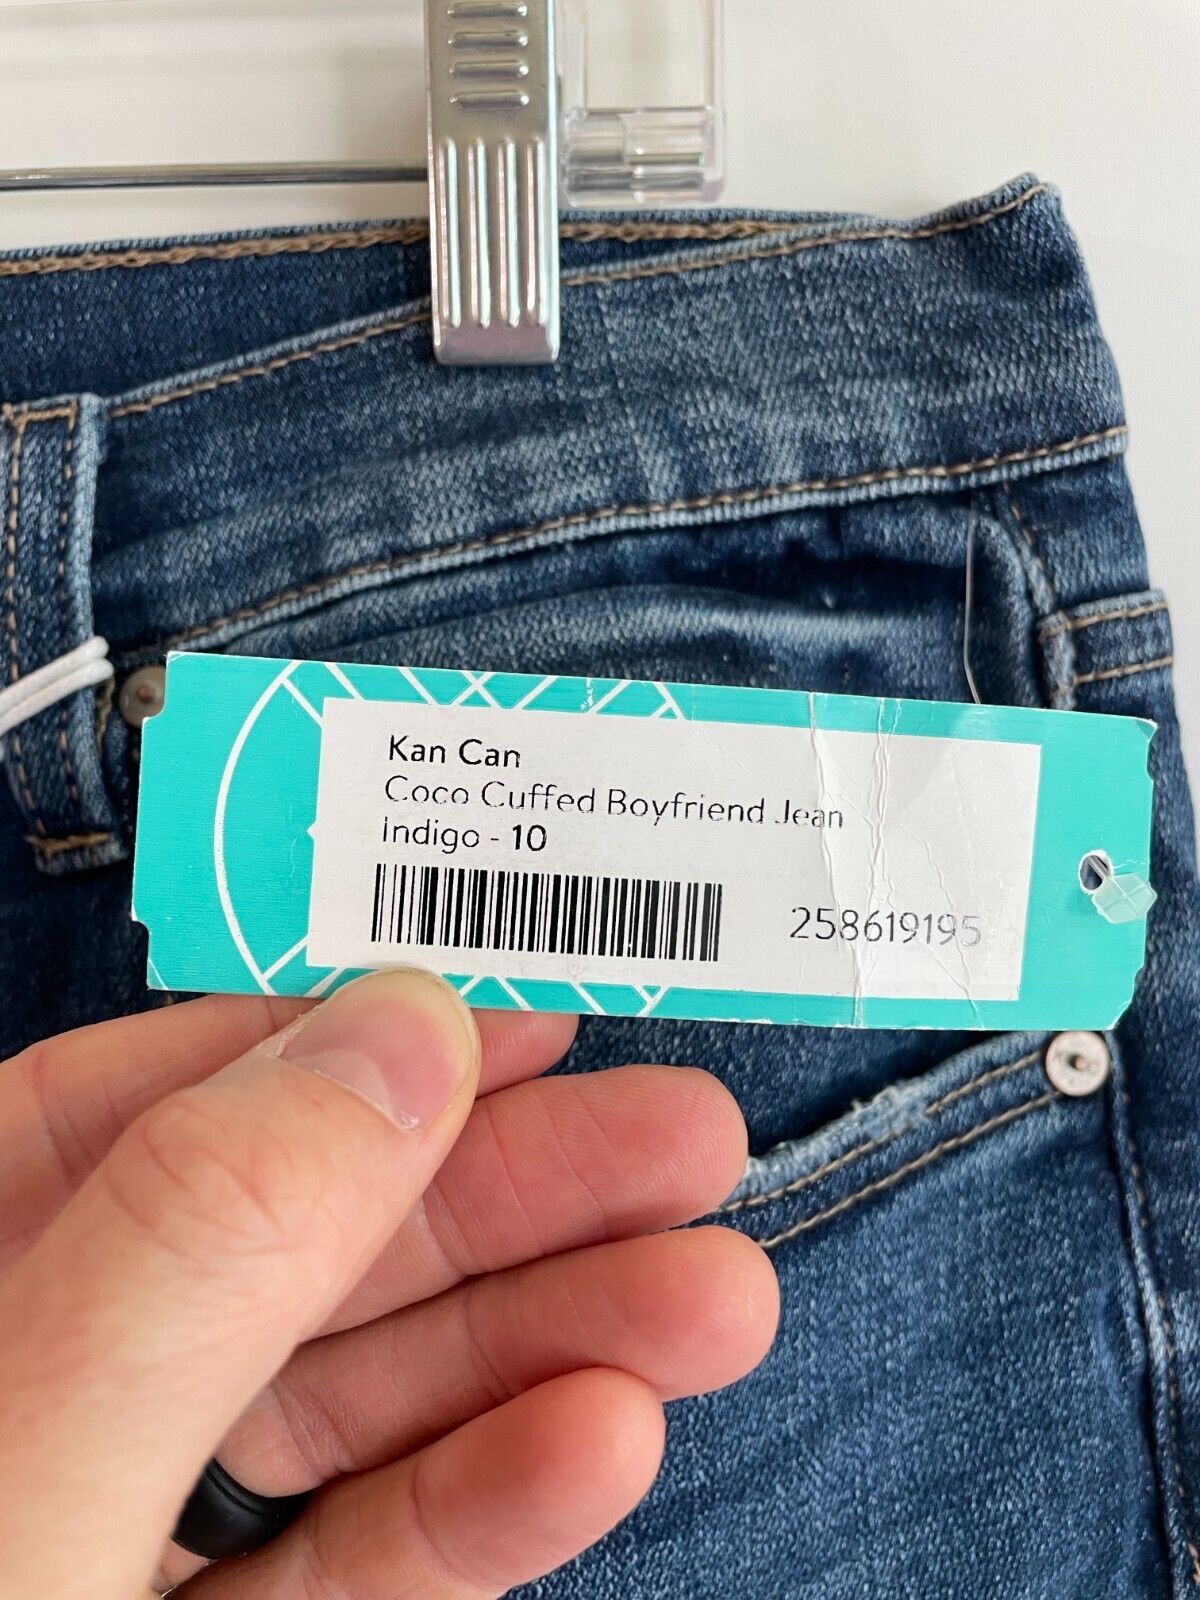 Kan Can
Coco Cuffed Boyfriend Jean
Indigo - 10
258619195